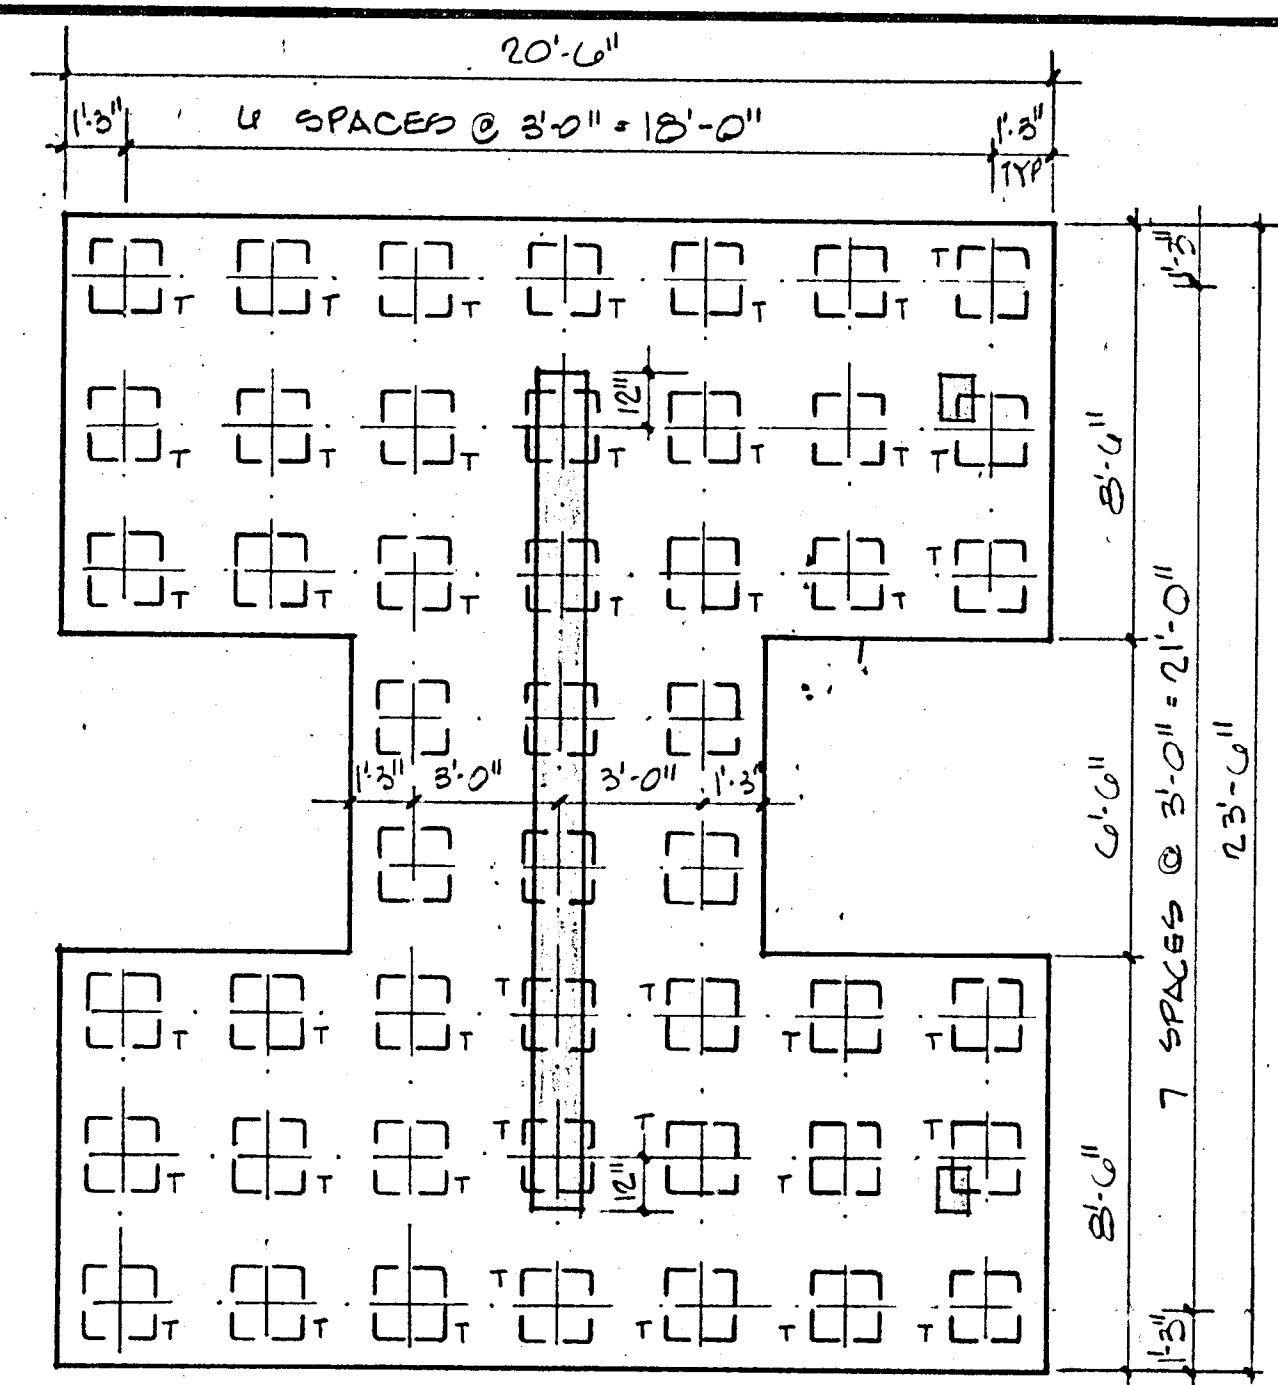 20'-6"
1'-3" 6 SPACES @ 3'-0" = 18'-0" 1'-3"
TYP
1'-3"
T
T T T T T T
12"
T T T T T T T
8'-6"
T
T T T T T T
7 SPACES @ 3'-0" = 21'-0"
23'-6"
1'-3" 3'-0" 3'-0" 1'-3"
6'-6"
T T
T T T T T
T T T
T T T T
12"
8'-6"
T
T T T T T T
1'-3"